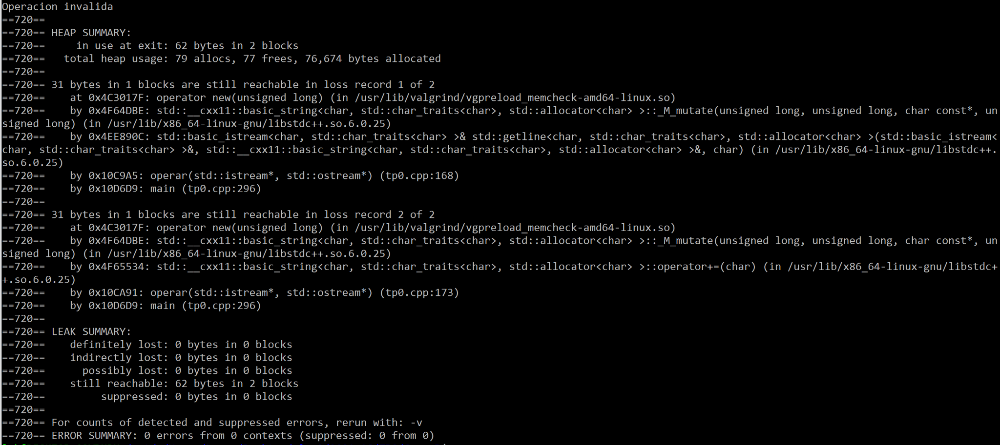 Operacion invalida
==720==
==720== HEAP SUMMARY:
==720==     in use at exit: 62 bytes in 2 blocks
==720==   total heap usage: 79 allocs, 77 frees, 76,674 bytes allocated
==720==
==720== 31 bytes in 1 blocks are still reachable in loss record 1 of 2
==720==    at 0x4C3017F: operator new(unsigned long) (in /usr/lib/valgrind/vgpreload_memcheck-amd64-linux.so)
==720==    by 0x4F64DBE: std::__cxx11::basic_string<char, std::char_traits<char>, std::allocator<char> >::_M_mutate(unsigned long, unsigned long, char const*, un
signed long) (in /usr/lib/x86_64-linux-gnu/libstdc++.so.6.0.25)
==720==    by 0x4EE890C: std::basic_istream<char, std::char_traits<char> >& std::getline<char, std::char_traits<char>, std::allocator<char> >(std::basic_istream<
char, std::char_traits<char> >&, std::__cxx11::basic_string<char, std::char_traits<char>, std::allocator<char> >&, char) (in /usr/lib/x86_64-linux-gnu/libstdc++.
so.6.0.25)
==720==    by 0x10C9A5: operar(std::istream*, std::ostream*) (tp0.cpp:168)
==720==    by 0x10D6D9: main (tp0.cpp:296)
==720==
==720== 31 bytes in 1 blocks are still reachable in loss record 2 of 2
==720==    at 0x4C3017F: operator new(unsigned long) (in /usr/lib/valgrind/vgpreload_memcheck-amd64-linux.so)
==720==    by 0x4F64DBE: std::__cxx11::basic_string<char, std::char_traits<char>, std::allocator<char> >::_M_mutate(unsigned long, unsigned long, char const*, un
signed long) (in /usr/lib/x86_64-linux-gnu/libstdc++.so.6.0.25)
==720==    by 0x4F65534: std::__cxx11::basic_string<char, std::char_traits<char>, std::allocator<char> >::operator+=(char) (in /usr/lib/x86_64-linux-gnu/libstdc+
+.so.6.0.25)
==720==    by 0x10CA91: operar(std::istream*, std::ostream*) (tp0.cpp:173)
==720==    by 0x10D6D9: main (tp0.cpp:296)
==720==
==720== LEAK SUMMARY:
==720==    definitely lost: 0 bytes in 0 blocks
==720==    indirectly lost: 0 bytes in 0 blocks
==720==      possibly lost: 0 bytes in 0 blocks
==720==    still reachable: 62 bytes in 2 blocks
==720==         suppressed: 0 bytes in 0 blocks
==720==
==720== For counts of detected and suppressed errors, rerun with: -v
==720== ERROR SUMMARY: 0 errors from 0 contexts (suppressed: 0 from 0)